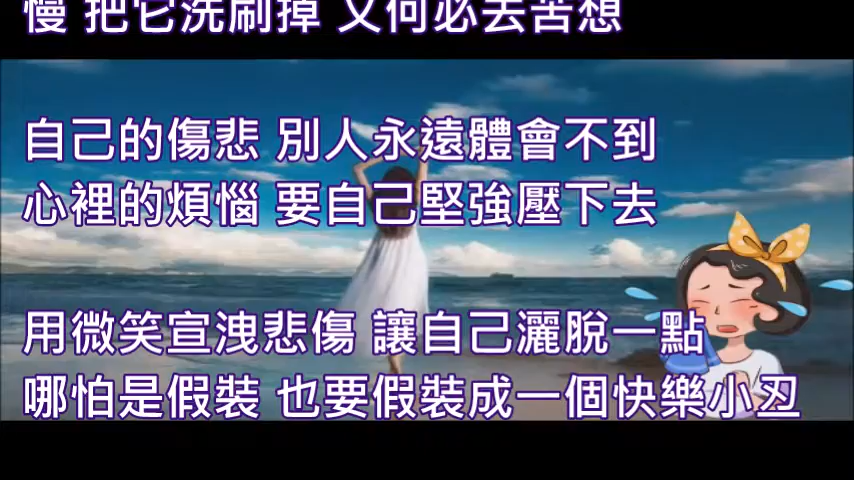 慢 把它洗刷掉 又何必去苦想
自己的傷悲 別人永遠體會不到
心裡的煩惱 要自己堅強壓下去
用微笑宣洩悲傷 讓自己灑脫一點
哪怕是假裝 也要假裝成一個快樂小忍